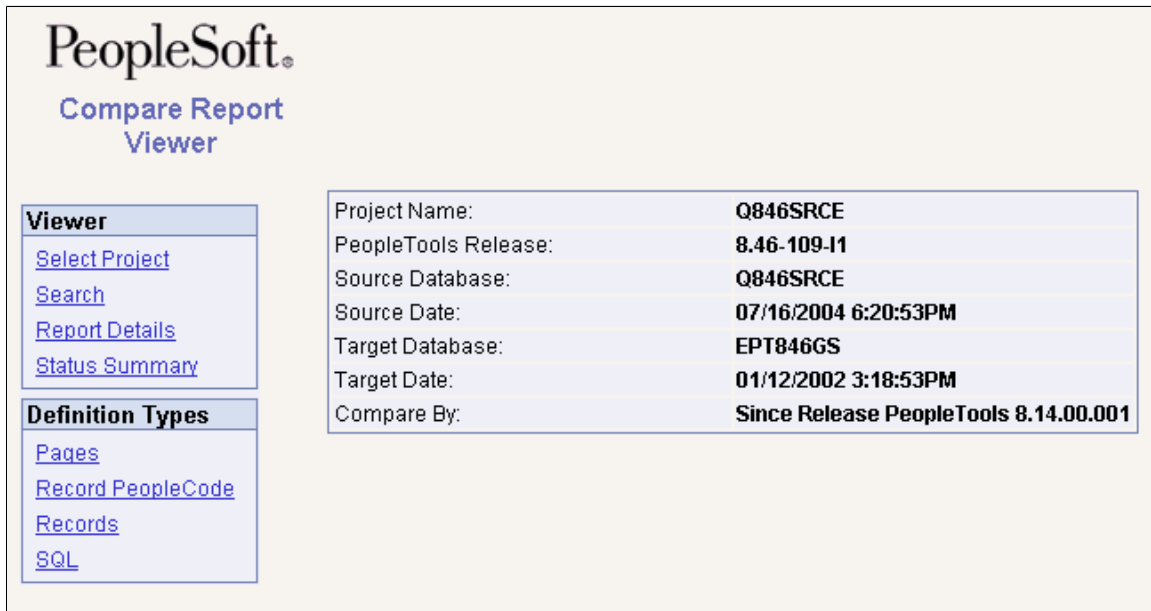 PeopleSoft®
Compare Report
Viewer
Viewer
Select Project
Search
Report Details
Status Summary
Definition Types
Pages
Record PeopleCode
Records
SQL
Project Name: Q846SRCE
PeopleTools Release: 8.46-109-I1
Source Database: Q846SRCE
Source Date: 07/16/2004 6:20:53PM
Target Database: EPT846GS
Target Date: 01/12/2002 3:18:53PM
Compare By: Since Release PeopleTools 8.14.00.001